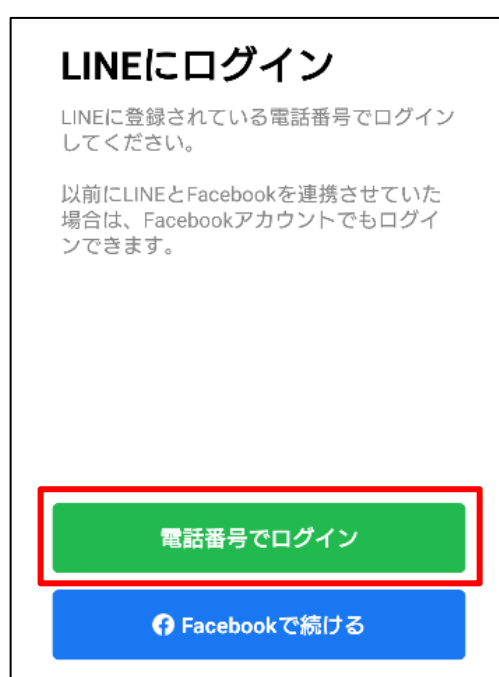 LINEにログイン
LINEに登録されている電話番号でログイン
してください。
以前にLINEとFacebookを連携させていた
場合は、Facebookアカウントでもログイ
ンできます。
電話番号でログイン
Facebookで続ける